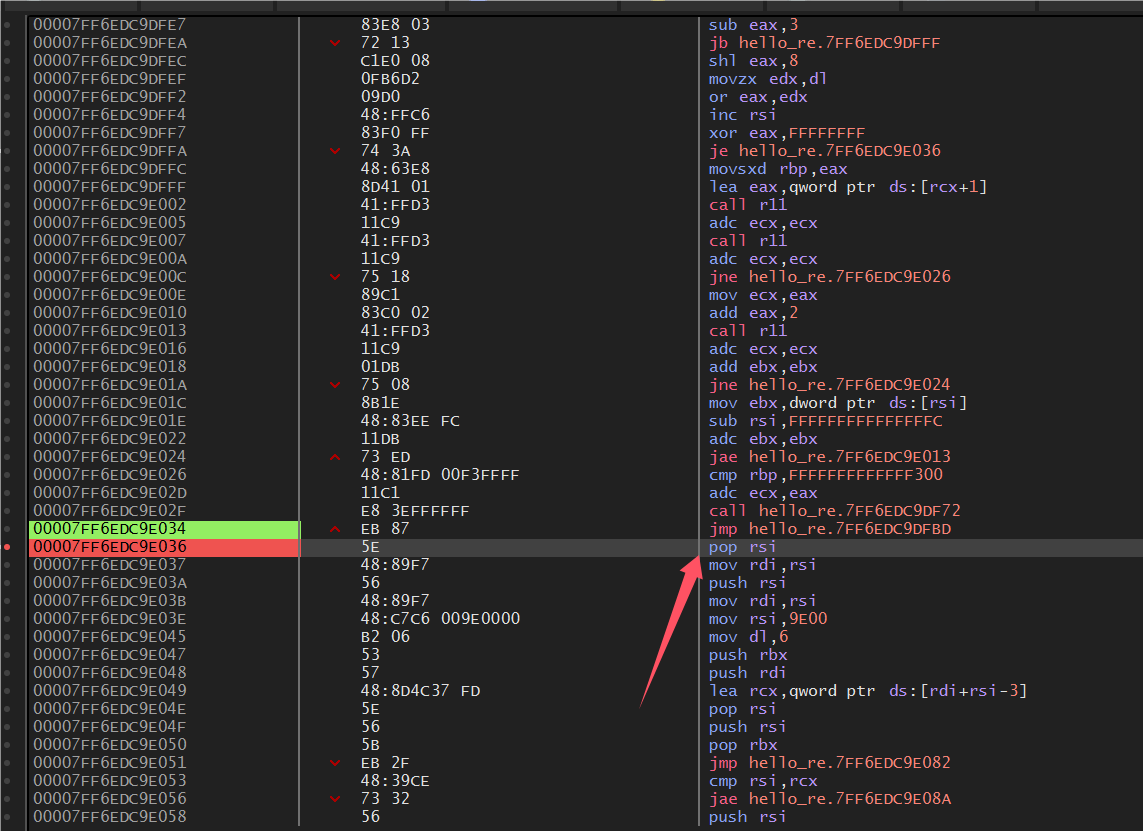 00007FF6EDC9DFE7 83E8 03 sub eax,3
00007FF6EDC9DFEA 72 13 jb hello_re.7FF6EDC9DFFF
00007FF6EDC9DFEC C1E0 08 shl eax,8
00007FF6EDC9DFEF 0FB6D2 movzx edx,dl
00007FF6EDC9DFF2 09D0 or eax,edx
00007FF6EDC9DFF4 48:FFC6 inc rsi
00007FF6EDC9DFF7 83F0 FF xor eax,FFFFFFFF
00007FF6EDC9DFFA 74 3A je hello_re.7FF6EDC9E036
00007FF6EDC9DFFC 48:63E8 movsxd rbp,eax
00007FF6EDC9DFFF 8D41 01 lea eax,qword ptr ds:[rcx+1]
00007FF6EDC9E002 41:FFD3 call r11
00007FF6EDC9E005 11C9 adc ecx,ecx
00007FF6EDC9E007 41:FFD3 call r11
00007FF6EDC9E00A 11C9 adc ecx,ecx
00007FF6EDC9E00C 75 18 jne hello_re.7FF6EDC9E026
00007FF6EDC9E00E 89C1 mov ecx,eax
00007FF6EDC9E010 83C0 02 add eax,2
00007FF6EDC9E013 41:FFD3 call r11
00007FF6EDC9E016 11C9 adc ecx,ecx
00007FF6EDC9E018 01DB add ebx,ebx
00007FF6EDC9E01A 75 08 jne hello_re.7FF6EDC9E024
00007FF6EDC9E01C 8B1E mov ebx,dword ptr ds:[rsi]
00007FF6EDC9E01E 48:83EE FC sub rsi,FFFFFFFFFFFFFFFC
00007FF6EDC9E022 11DB adc ebx,ebx
00007FF6EDC9E024 73 ED jae hello_re.7FF6EDC9E013
00007FF6EDC9E026 48:81FD 00F3FFFF cmp rbp,FFFFFFFFFFFFF300
00007FF6EDC9E02D 11C1 adc ecx,eax
00007FF6EDC9E02F E8 3EFFFFFF call hello_re.7FF6EDC9DF72
00007FF6EDC9E034 EB 87 jmp hello_re.7FF6EDC9DFBD
00007FF6EDC9E036 5E pop rsi
00007FF6EDC9E037 48:89F7 mov rdi,rsi
00007FF6EDC9E03A 56 push rsi
00007FF6EDC9E03B 48:89F7 mov rdi,rsi
00007FF6EDC9E03E 48:C7C6 009E0000 mov rsi,9E00
00007FF6EDC9E045 B2 06 mov dl,6
00007FF6EDC9E047 53 push rbx
00007FF6EDC9E048 57 push rdi
00007FF6EDC9E049 48:8D4C37 FD lea rcx,qword ptr ds:[rdi+rsi-3]
00007FF6EDC9E04E 5E pop rsi
00007FF6EDC9E04F 56 push rsi
00007FF6EDC9E050 5B pop rbx
00007FF6EDC9E051 EB 2F jmp hello_re.7FF6EDC9E082
00007FF6EDC9E053 48:39CE cmp rsi,rcx
00007FF6EDC9E056 73 32 jae hello_re.7FF6EDC9E08A
00007FF6EDC9E058 56 push rsi